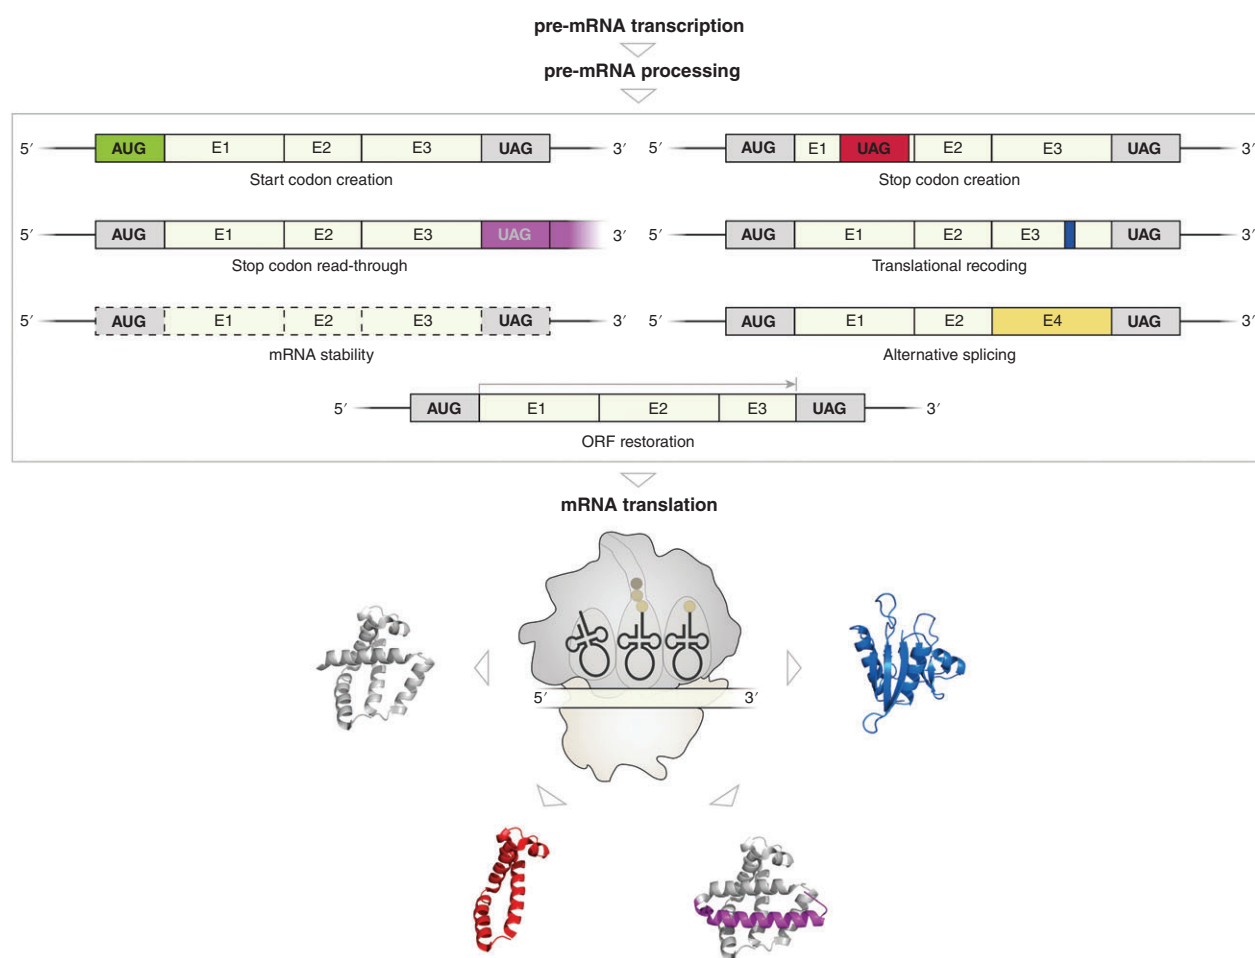 pre-mRNA transcription
pre-mRNA processing
5′ AUG E1 E2 E3 UAG 3′
Start codon creation
5′ AUG E1 UAG E2 E3 UAG 3′
Stop codon creation
5′ AUG E1 E2 E3 UAG 3′
Stop codon read-through
5′ AUG E1 E2 E3 UAG 3′
Translational recoding
5′ AUG E1 E2 E3 UAG 3′
mRNA stability
5′ AUG E1 E2 E4 UAG 3′
Alternative splicing
5′ AUG E1 E2 E3 UAG 3′
ORF restoration
mRNA translation
5′ 3′